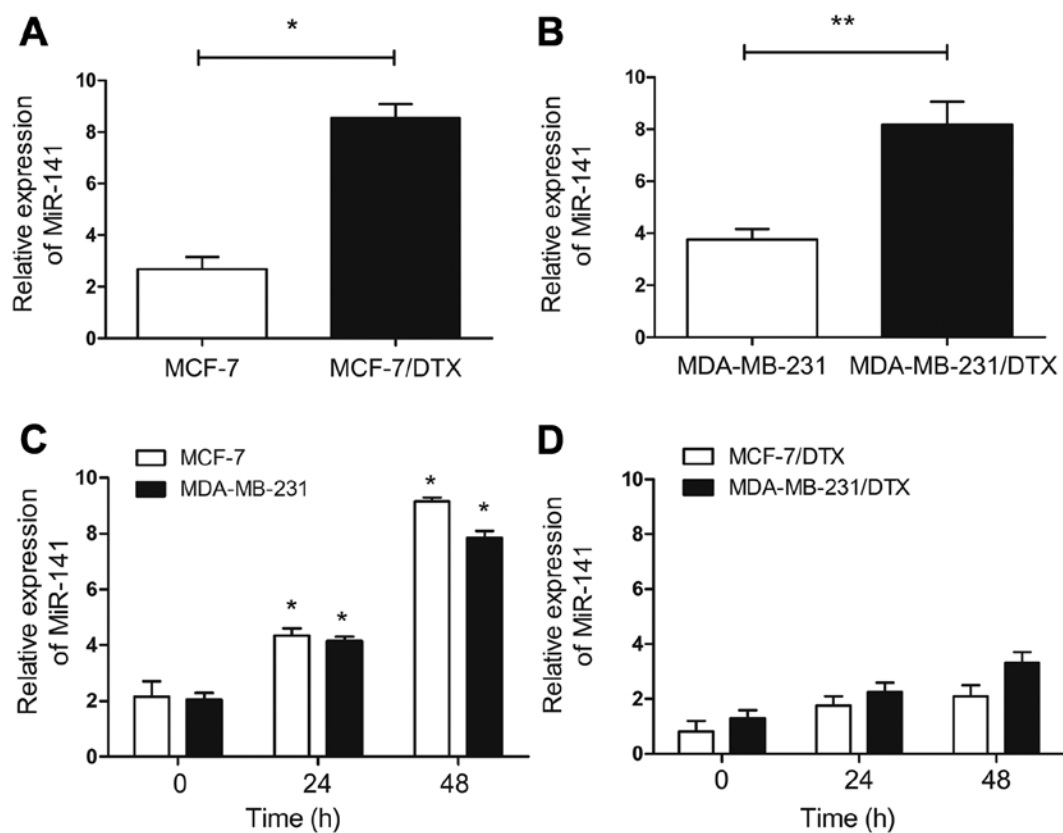 A
*
Relative expression
of MiR-141
10
8
6
4
2
0
MCF-7
MCF-7/DTX
B
**
Relative expression
of MiR-141
10
8
6
4
2
0
MDA-MB-231
MDA-MB-231/DTX
C
MCF-7
MDA-MB-231
Relative expression
of MiR-141
10
8
6
4
2
0
* *
* *
0 24 48
Time (h)
D
MCF-7/DTX
MDA-MB-231/DTX
Relative expression
of MiR-141
10
8
6
4
2
0
0 24 48
Time (h)